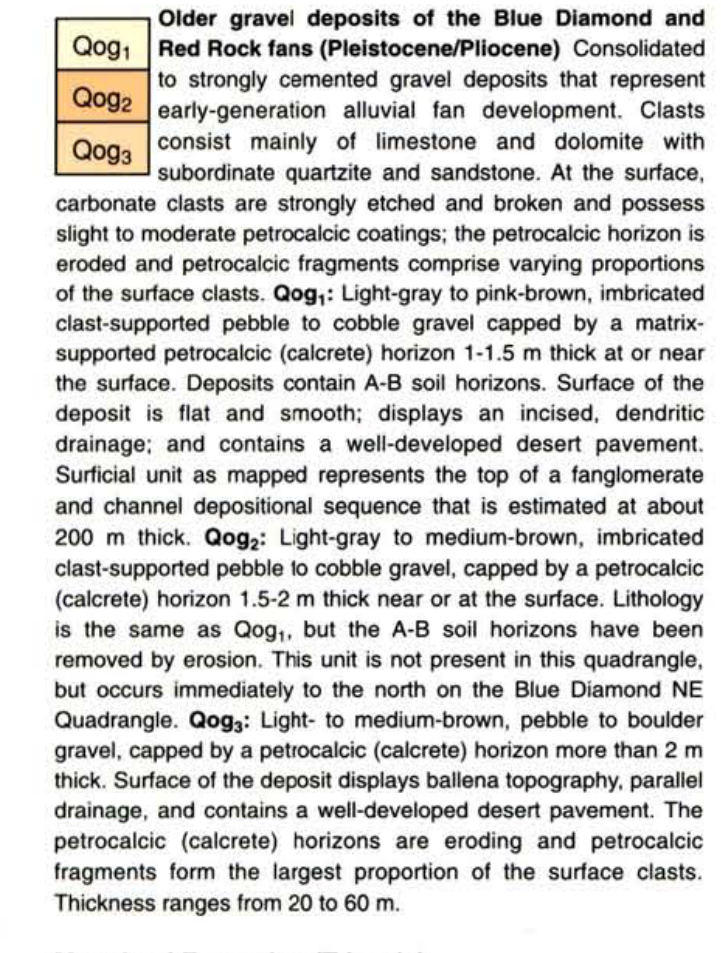 Qog₁
Qog₂
Qog₃
Older gravel deposits of the Blue Diamond and
Red Rock fans (Pleistocene/Pliocene) Consolidated
to strongly cemented gravel deposits that represent
early-generation alluvial fan development. Clasts
consist mainly of limestone and dolomite with
subordinate quartzite and sandstone. At the surface,
carbonate clasts are strongly etched and broken and possess
slight to moderate petrocalcic coatings; the petrocalcic horizon is
eroded and petrocalcic fragments comprise varying proportions
of the surface clasts. Qog₁: Light-gray to pink-brown, imbricated
clast-supported pebble to cobble gravel capped by a matrix-
supported petrocalcic (calcrete) horizon 1-1.5 m thick at or near
the surface. Deposits contain A-B soil horizons. Surface of the
deposit is flat and smooth; displays an incised, dendritic
drainage; and contains a well-developed desert pavement.
Surficial unit as mapped represents the top of a fanglomerate
and channel depositional sequence that is estimated at about
200 m thick. Qog₂: Light-gray to medium-brown, imbricated
clast-supported pebble to cobble gravel, capped by a petrocalcic
(calcrete) horizon 1.5-2 m thick near or at the surface. Lithology
is the same as Qog₁, but the A-B soil horizons have been
removed by erosion. This unit is not present in this quadrangle,
but occurs immediately to the north on the Blue Diamond NE
Quadrangle. Qog₃: Light- to medium-brown, pebble to boulder
gravel, capped by a petrocalcic (calcrete) horizon more than 2 m
thick. Surface of the deposit displays ballena topography, parallel
drainage, and contains a well-developed desert pavement. The
petrocalcic (calcrete) horizons are eroding and petrocalcic
fragments form the largest proportion of the surface clasts.
Thickness ranges from 20 to 60 m.